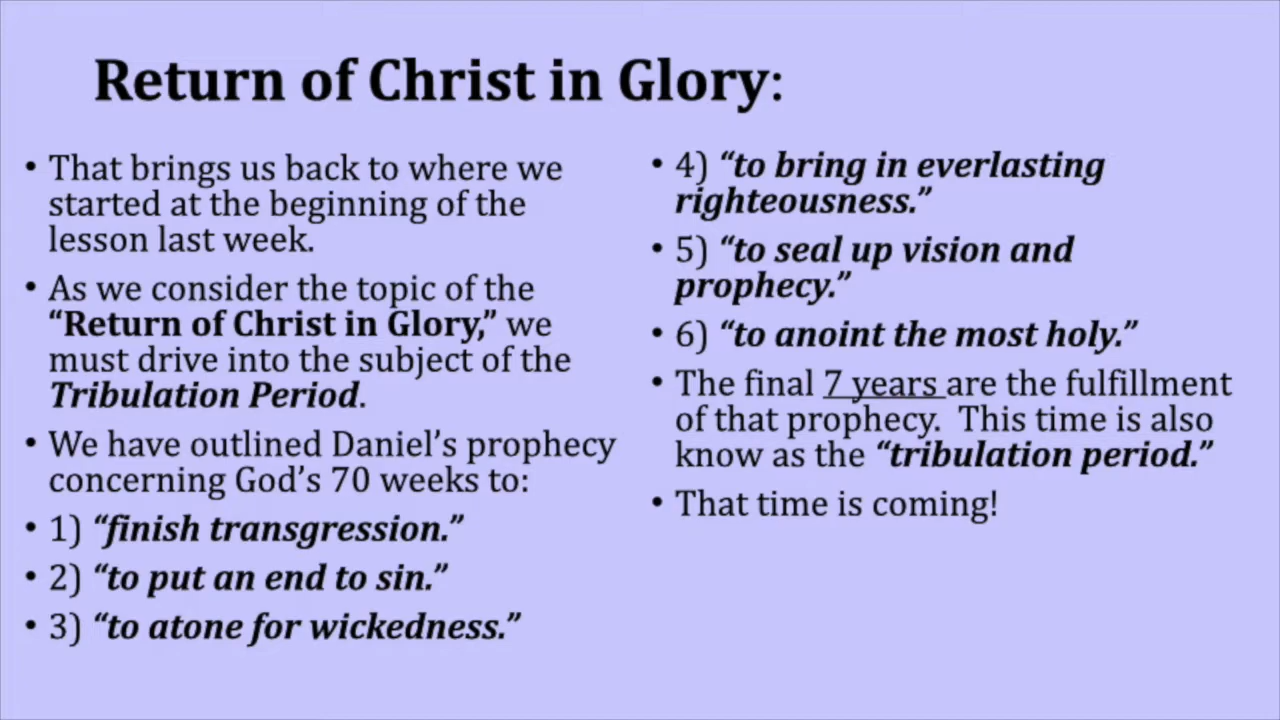 Return of Christ in Glory:
• That brings us back to where we
started at the beginning of the
lesson last week.
• As we consider the topic of the
“Return of Christ in Glory,” we
must drive into the subject of the
Tribulation Period.
• We have outlined Daniel’s prophecy
concerning God’s 70 weeks to:
• 1) “finish transgression.”
• 2) “to put an end to sin.”
• 3) “to atone for wickedness.”
• 4) “to bring in everlasting
righteousness.”
• 5) “to seal up vision and
prophecy.”
• 6) “to anoint the most holy.”
• The final 7 years are the fulfillment
of that prophecy.  This time is also
know as the “tribulation period.”
• That time is coming!